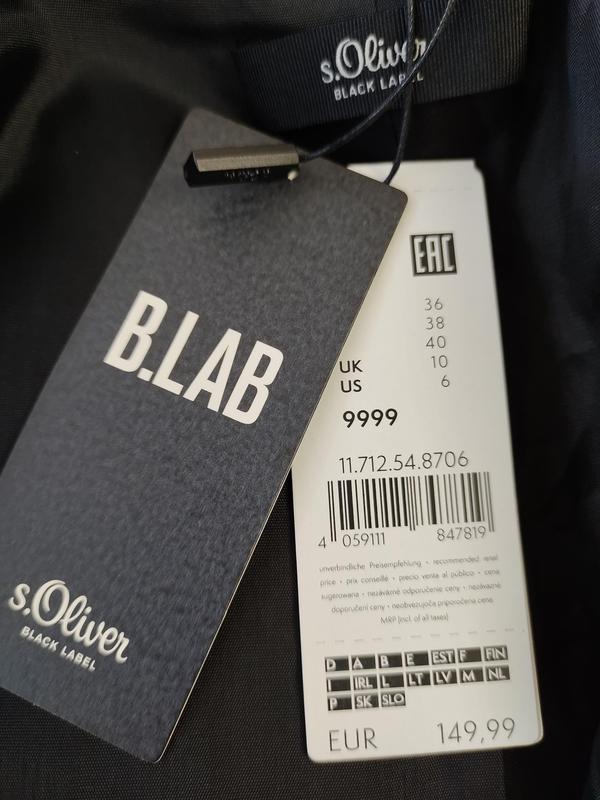 s.Oliver
BLACK LABEL
B.LAB
s.Oliver
BLACK LABEL
EAC
36
38
40
UK 10
US 6
9999
11.712.54.8706
4 059111 847819
unverbindliche Preisempfehlung • recommended retail
price • prix conseillé • precio venta al público • cena
sugerowana • nezávazné odporučenie ceny • nezávazné
doporučení ceny • neobvezujoča priporočena cena
MRP (incl. of all taxes)
D A B E EST F FIN
I IRL L LT LV M NL
P SK SLO
EUR 149,99